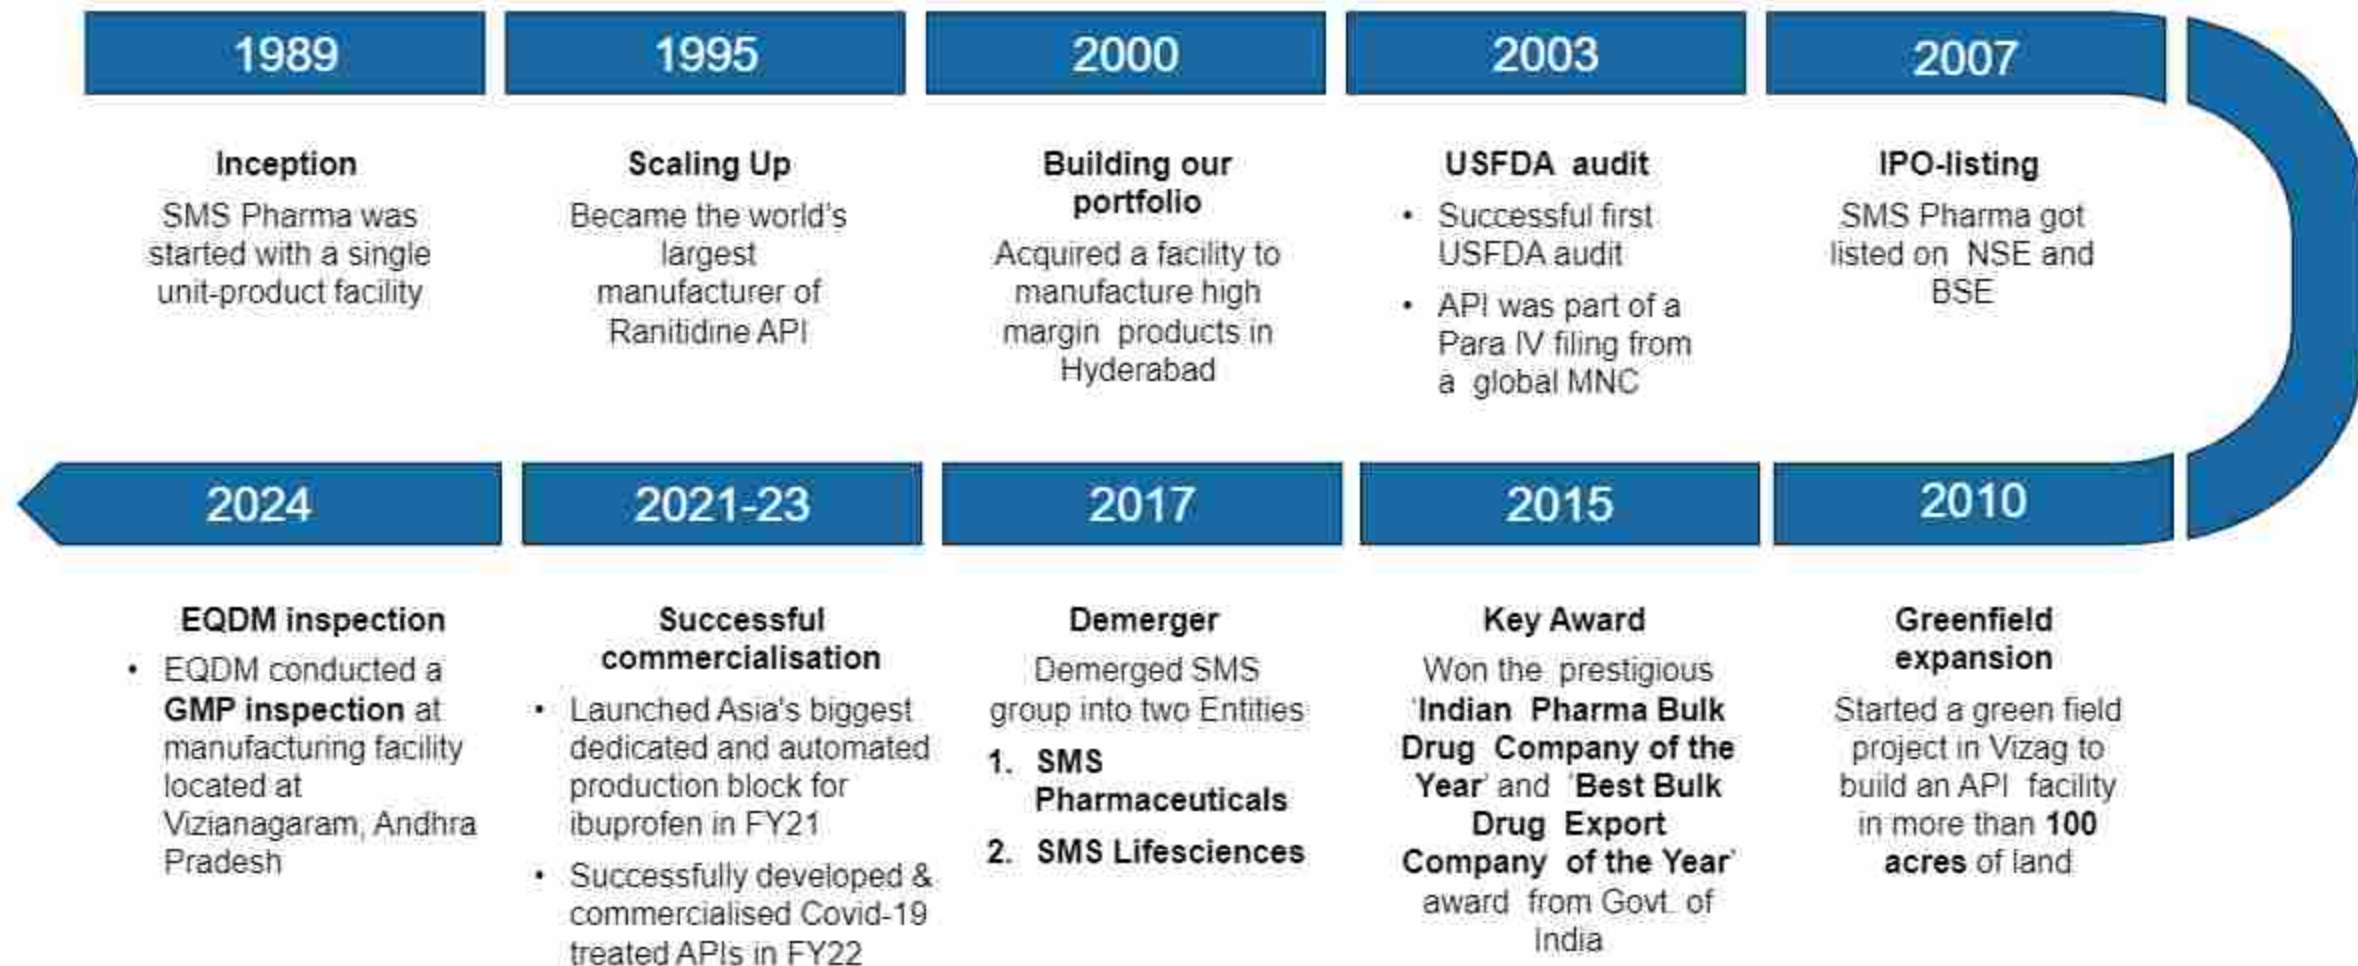 1989
Inception
SMS Pharma was
started with a single
unit-product facility
1995
Scaling Up
Became the world's
largest
manufacturer of
Ranitidine API
2000
Building our
portfolio
Acquired a facility to
manufacture high
margin products in
Hyderabad
2003
USFDA audit
• Successful first
USFDA audit
• API was part of a
Para IV filing from
a global MNC
2007
IPO-listing
SMS Pharma got
listed on NSE and
BSE
2010
Greenfield
expansion
Started a green field
project in Vizag to
build an API facility
in more than 100
acres of land
2015
Key Award
Won the prestigious
'Indian Pharma Bulk
Drug Company of the
Year' and 'Best Bulk
Drug Export
Company of the Year'
award from Govt. of
India
2017
Demerger
Demerged SMS
group into two Entities
1. SMS
Pharmaceuticals
2. SMS Lifesciences
2021-23
Successful
commercialisation
• Launched Asia's biggest
dedicated and automated
production block for
ibuprofen in FY21
• Successfully developed &
commercialised Covid-19
treated APIs in FY22
2024
EQDM inspection
• EQDM conducted a
GMP inspection at
manufacturing facility
located at
Vizianagaram, Andhra
Pradesh